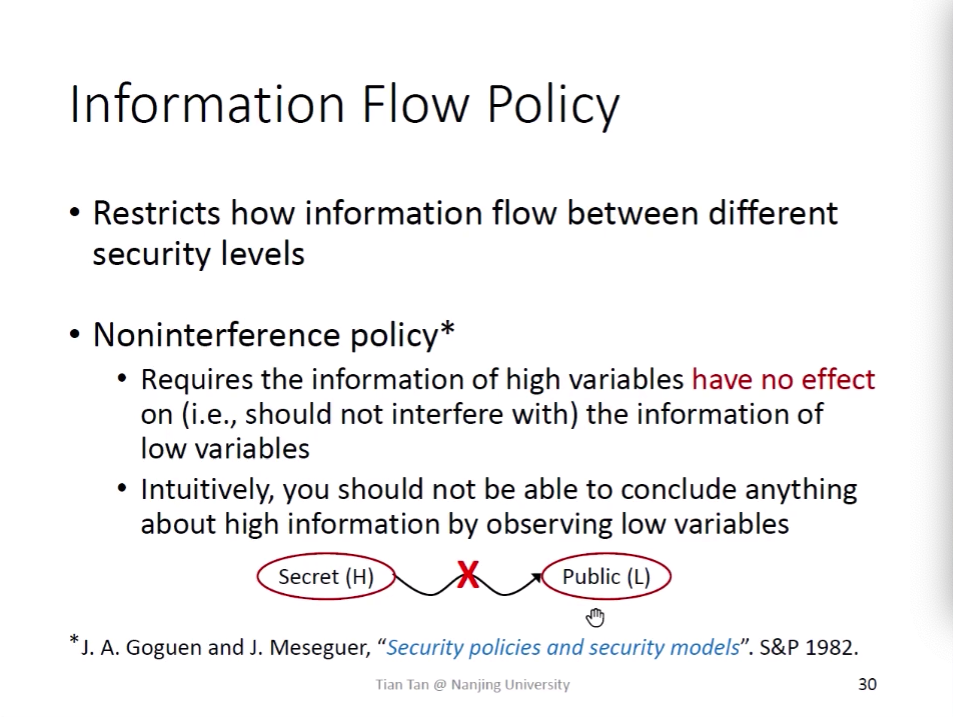 Information Flow Policy
• Restricts how information flow between different
security levels
• Noninterference policy*
• Requires the information of high variables have no effect
on (i.e., should not interfere with) the information of
low variables
• Intuitively, you should not be able to conclude anything
about high information by observing low variables
Secret (H) X Public (L)
*J. A. Goguen and J. Meseguer, “Security policies and security models”. S&P 1982.
Tian Tan @ Nanjing University 30